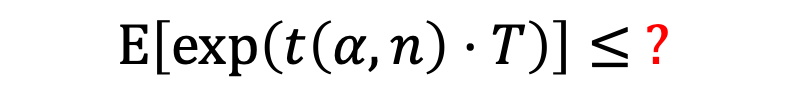 E[exp(𝑡(𝛼, 𝑛) ⋅ 𝑇)] ≤ ?